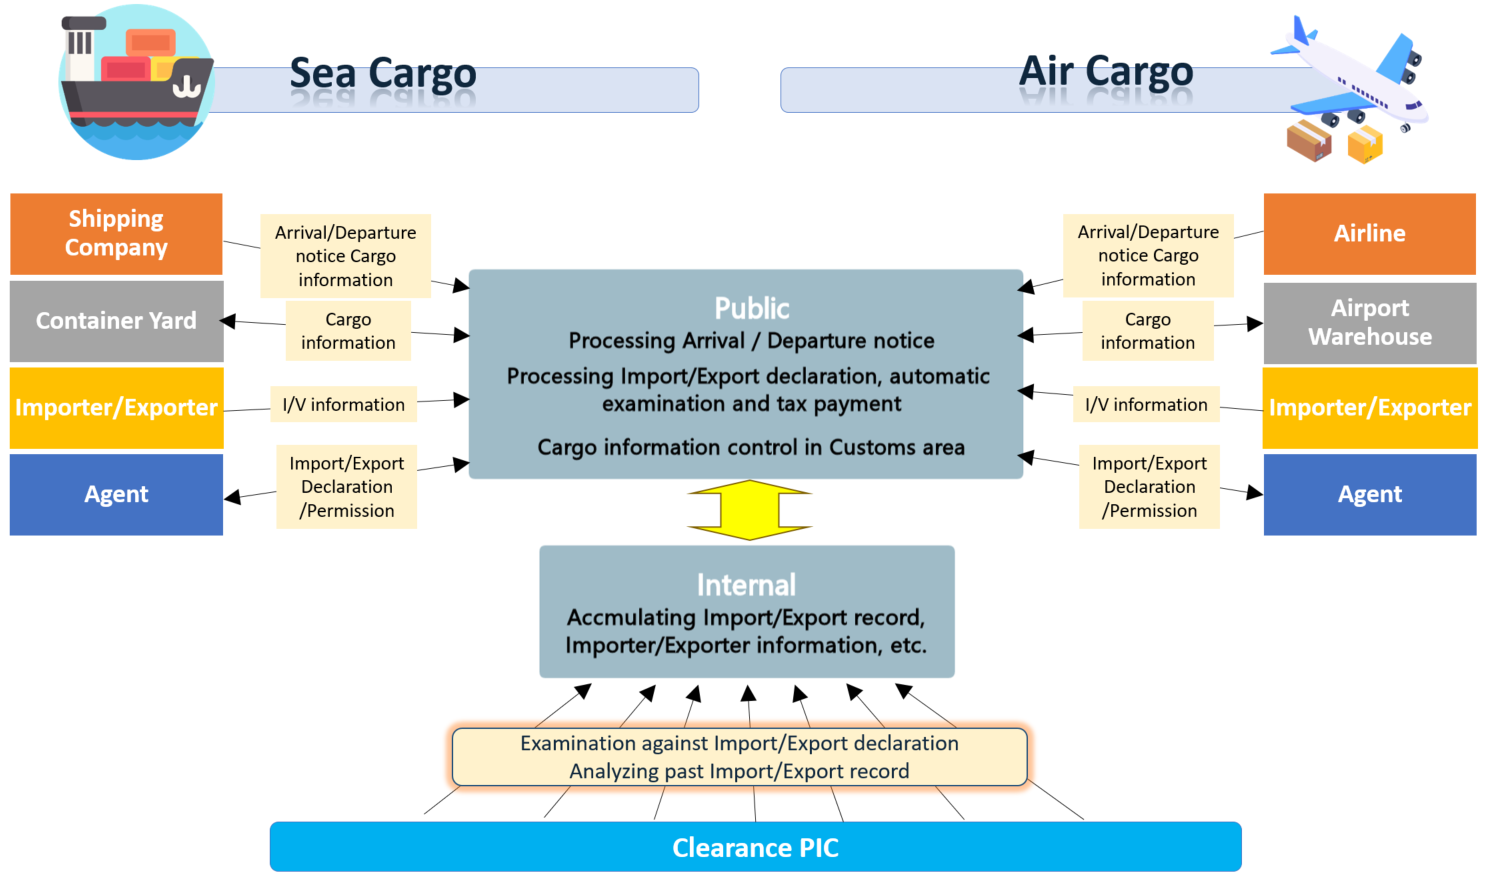 Sea Cargo
Air Cargo
Shipping
Company
Arrival/Departure
notice Cargo
information
Container Yard
Cargo
information
Importer/Exporter
I/V information
Agent
Import/Export
Declaration
/Permission
Public
Processing Arrival / Departure notice
Processing Import/Export declaration, automatic
examination and tax payment
Cargo information control in Customs area
Arrival/Departure
notice Cargo
information
Airline
Cargo
information
Airport
Warehouse
I/V information
Importer/Exporter
Import/Export
Declaration
/Permission
Agent
Internal
Accmulating Import/Export record,
Importer/Exporter information, etc.
Examination against Import/Export declaration
Analyzing past Import/Export record
Clearance PIC